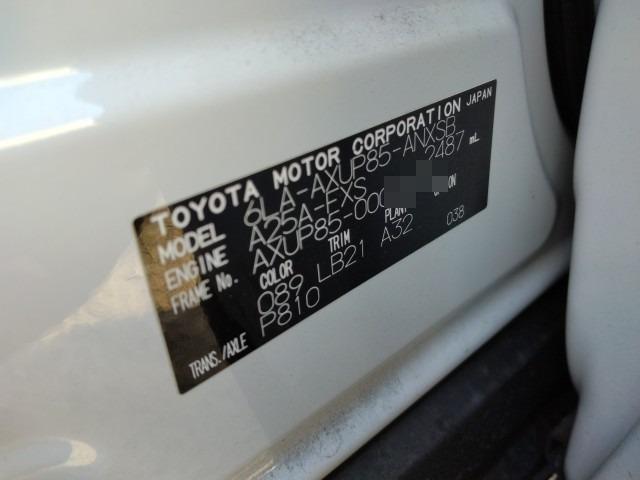 TOYOTA MOTOR CORPORATION JAPAN
MODEL 6LA-AXUP85-ANXSB
ENGINE A25A-FXS 2487 mL
FRAME No. AXUP85-000
COLOR TRIM PLANT
089 LB21 A32 038
TRANS./AXLE P810